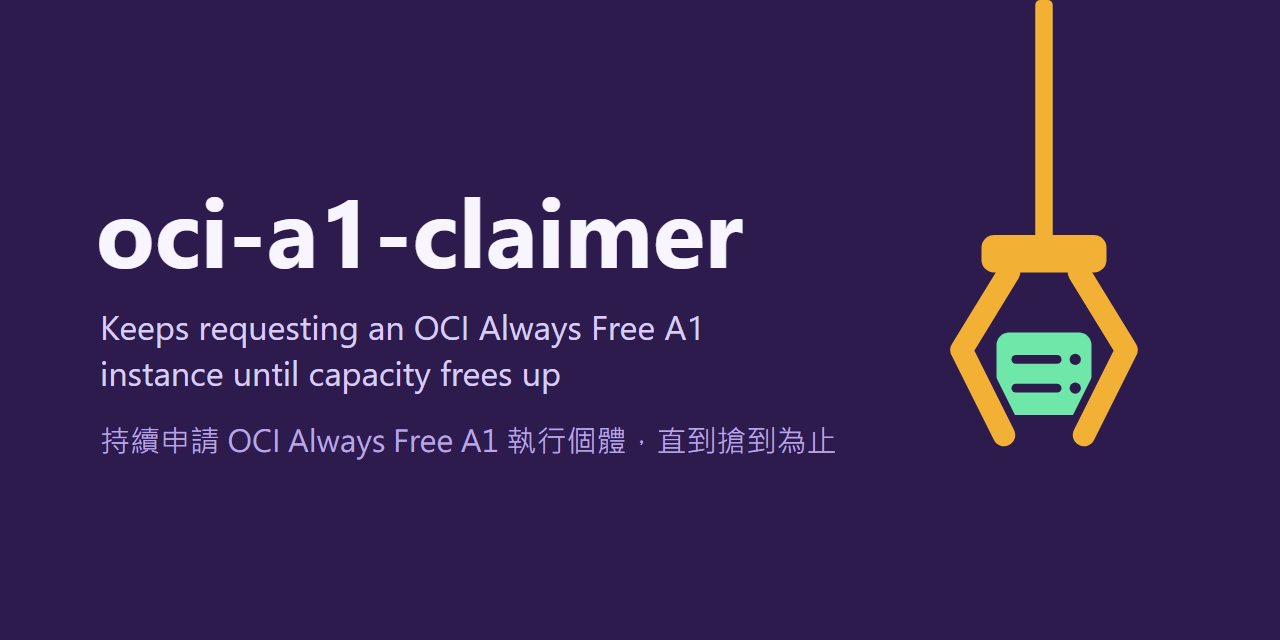 oci-a1-claimer
Keeps requesting an OCI Always Free A1
instance until capacity frees up
持續申請 OCI Always Free A1 執行個體，直到搶到為止